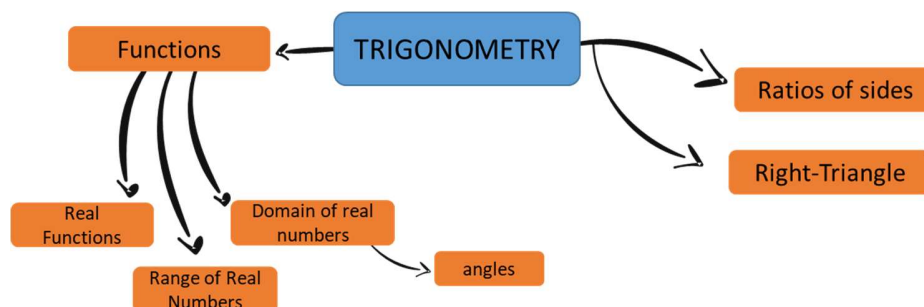 TRIGONOMETRY
Functions
Ratios of sides
Right-Triangle
Real
Functions
Domain of real
numbers
Range of Real
Numbers
angles